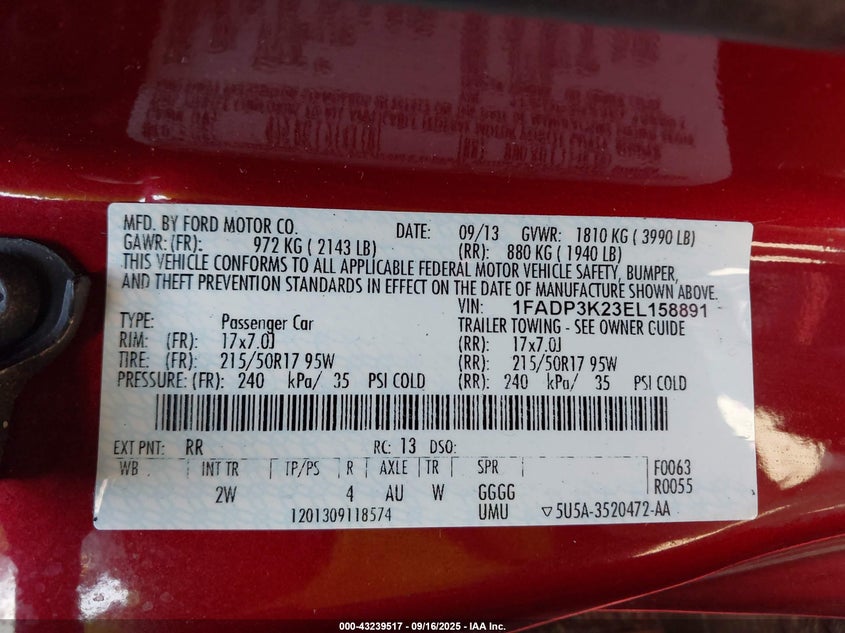 MFD. BY FORD MOTOR CO. DATE: 09/13 GVWR: 1810 KG ( 3990 LB)
GAWR: (FR): 972 KG ( 2143 LB) (RR): 880 KG ( 1940 LB)
THIS VEHICLE CONFORMS TO ALL APPLICABLE FEDERAL MOTOR VEHICLE SAFETY, BUMPER,
AND THEFT PREVENTION STANDARDS IN EFFECT ON THE DATE OF MANUFACTURE SHOWN ABOVE.
VIN: 1FADP3K23EL158891
TYPE: Passenger Car TRAILER TOWING - SEE OWNER GUIDE
RIM: (FR): 17x7.0J (RR): 17x7.0J
TIRE: (FR): 215/50R17 95W (RR): 215/50R17 95W
PRESSURE: (FR): 240 kPa/ 35 PSI COLD (RR): 240 kPa/ 35 PSI COLD
EXT PNT: RR RC: 13 DSO:
WB INT TR TP/PS R AXLE TR SPR F0063
2W 4 AU W GGGG R0055
1201309118574 UMU ▽5U5A-3520472-AA
000-43239517 - 09/16/2025 - IAA Inc.